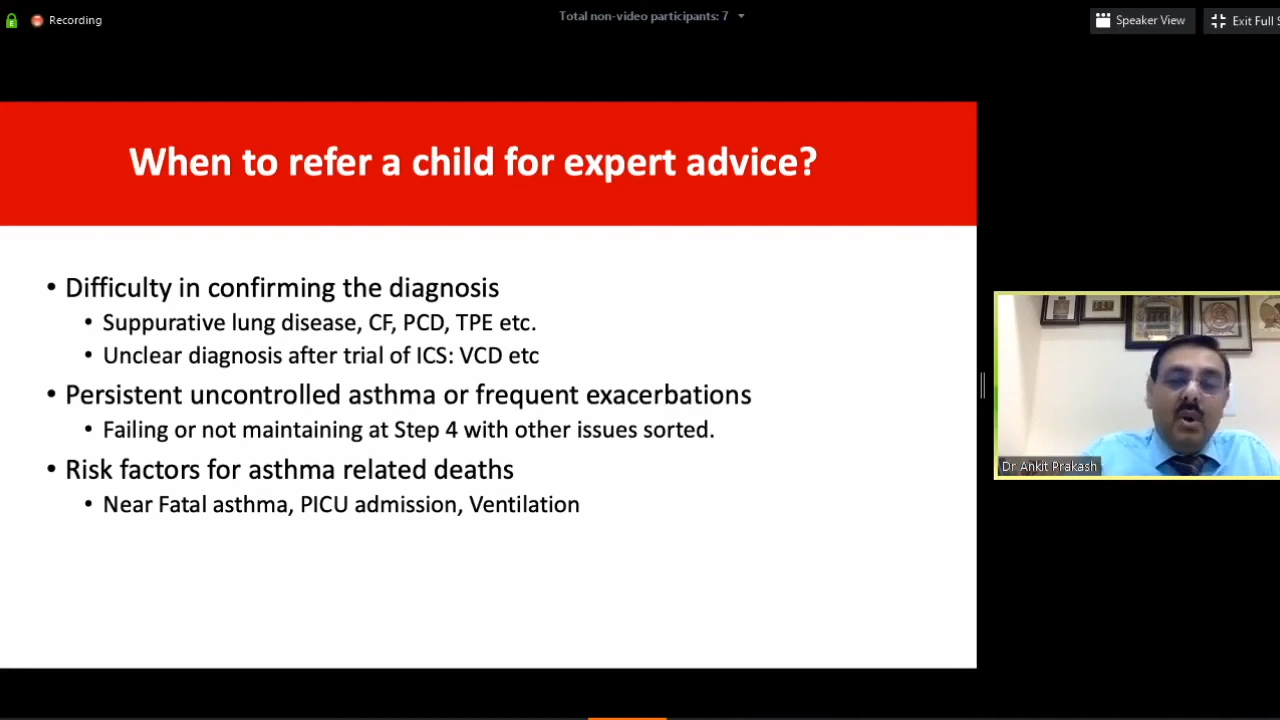 Recording
Total non-video participants: 7
Speaker View
Exit Full S
When to refer a child for expert advice?
• Difficulty in confirming the diagnosis
• Suppurative lung disease, CF, PCD, TPE etc.
• Unclear diagnosis after trial of ICS: VCD etc
• Persistent uncontrolled asthma or frequent exacerbations
• Failing or not maintaining at Step 4 with other issues sorted.
• Risk factors for asthma related deaths
• Near Fatal asthma, PICU admission, Ventilation
Dr Ankit Prakash